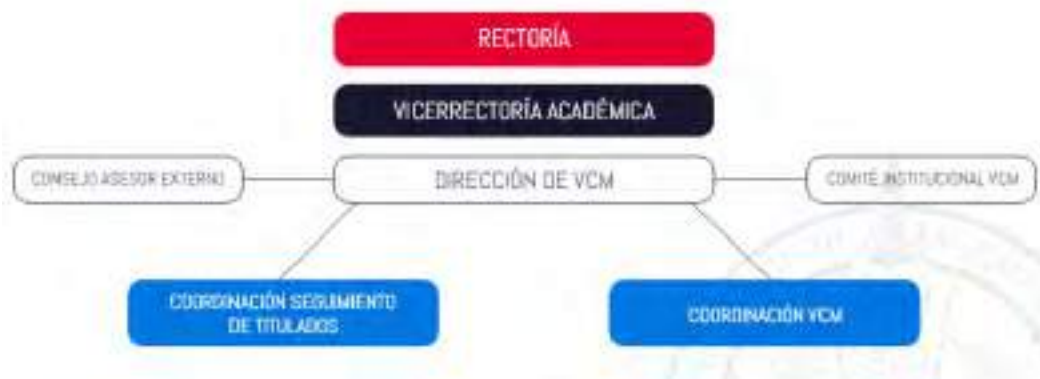 RECTORÍA
VICERRECTORÍA ACADÉMICA
CONSEJO ASESOR EXTERNO
DIRECCIÓN DE VCM
COMITÉ INSTITUCIONAL VCM
COORDINACIÓN SEGUIMIENTO
DE TITULADOS
COORDINACIÓN VCM